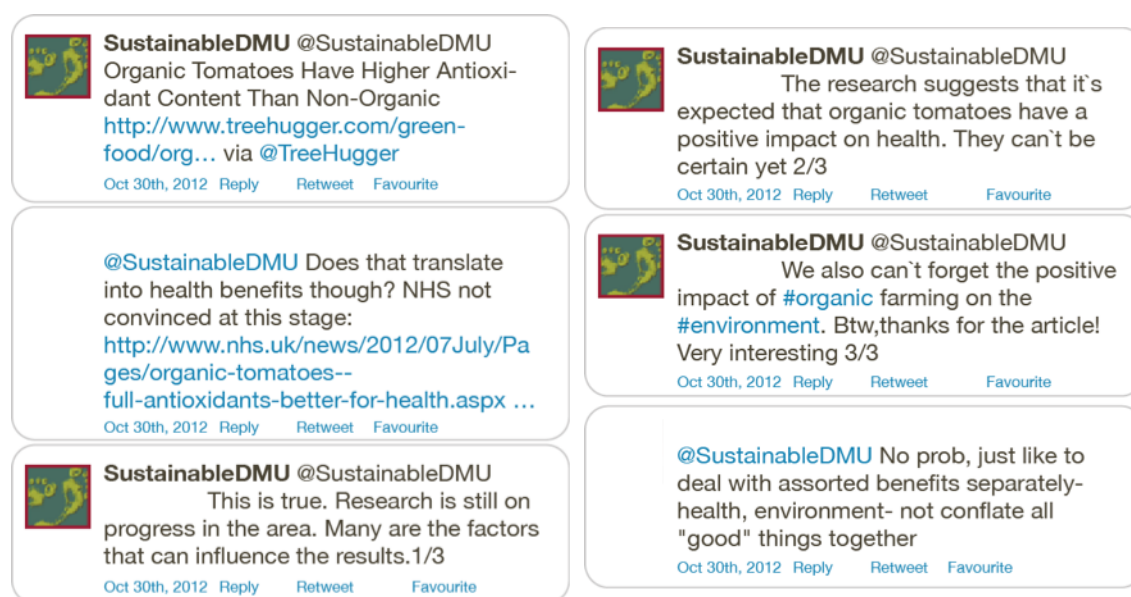 SustainableDMU @SustainableDMU
Organic Tomatoes Have Higher Antioxi-
dant Content Than Non-Organic
http://www.treehugger.com/green-
food/org… via @TreeHugger
Oct 30th, 2012 Reply Retweet Favourite
@SustainableDMU Does that translate
into health benefits though? NHS not
convinced at this stage:
http://www.nhs.uk/news/2012/07July/Pa
ges/organic-tomatoes--
full-antioxidants-better-for-health.aspx …
Oct 30th, 2012 Reply Retweet Favourite
SustainableDMU @SustainableDMU
This is true. Research is still on
progress in the area. Many are the factors
that can influence the results.1/3
Oct 30th, 2012 Reply Retweet Favourite
SustainableDMU @SustainableDMU
The research suggests that it`s
expected that organic tomatoes have a
positive impact on health. They can`t be
certain yet 2/3
Oct 30th, 2012 Reply Retweet Favourite
SustainableDMU @SustainableDMU
We also can`t forget the positive
impact of #organic farming on the
#environment. Btw,thanks for the article!
Very interesting 3/3
Oct 30th, 2012 Reply Retweet Favourite
@SustainableDMU No prob, just like to
deal with assorted benefits separately-
health, environment- not conflate all
"good" things together
Oct 30th, 2012 Reply Retweet Favourite